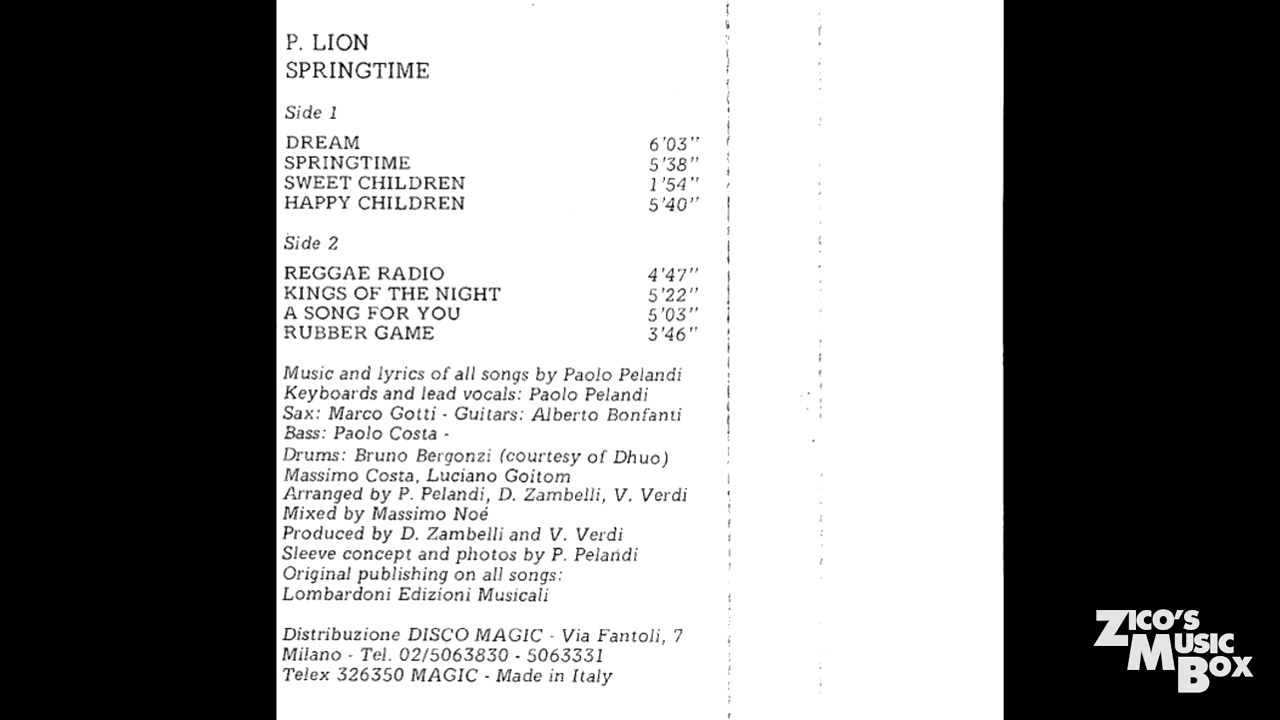 P. LION
SPRINGTIME
Side 1
DREAM 6'03"
SPRINGTIME 5'38"
SWEET CHILDREN 1'54"
HAPPY CHILDREN 5'40"
Side 2
REGGAE RADIO 4'47"
KINGS OF THE NIGHT 5'22"
A SONG FOR YOU 5'03"
RUBBER GAME 3'46"
Music and lyrics of all songs by Paolo Pelandi
Keyboards and lead vocals: Paolo Pelandi
Sax: Marco Gotti - Guitars: Alberto Bonfanti
Bass: Paolo Costa -
Drums: Bruno Bergonzi (courtesy of Dhuo)
Massimo Costa, Luciano Goitom
Arranged by P. Pelandi, D. Zambelli, V. Verdi
Mixed by Massimo Noé
Produced by D. Zambelli and V. Verdi
Sleeve concept and photos by P. Pelandi
Original publishing on all songs:
Lombardoni Edizioni Musicali
Distribuzione DISCO MAGIC - Via Fantoli, 7
Milano - Tel. 02/5063830 - 5063331
Telex 326350 MAGIC - Made in Italy
ZICO'S
MUSIC
BOX